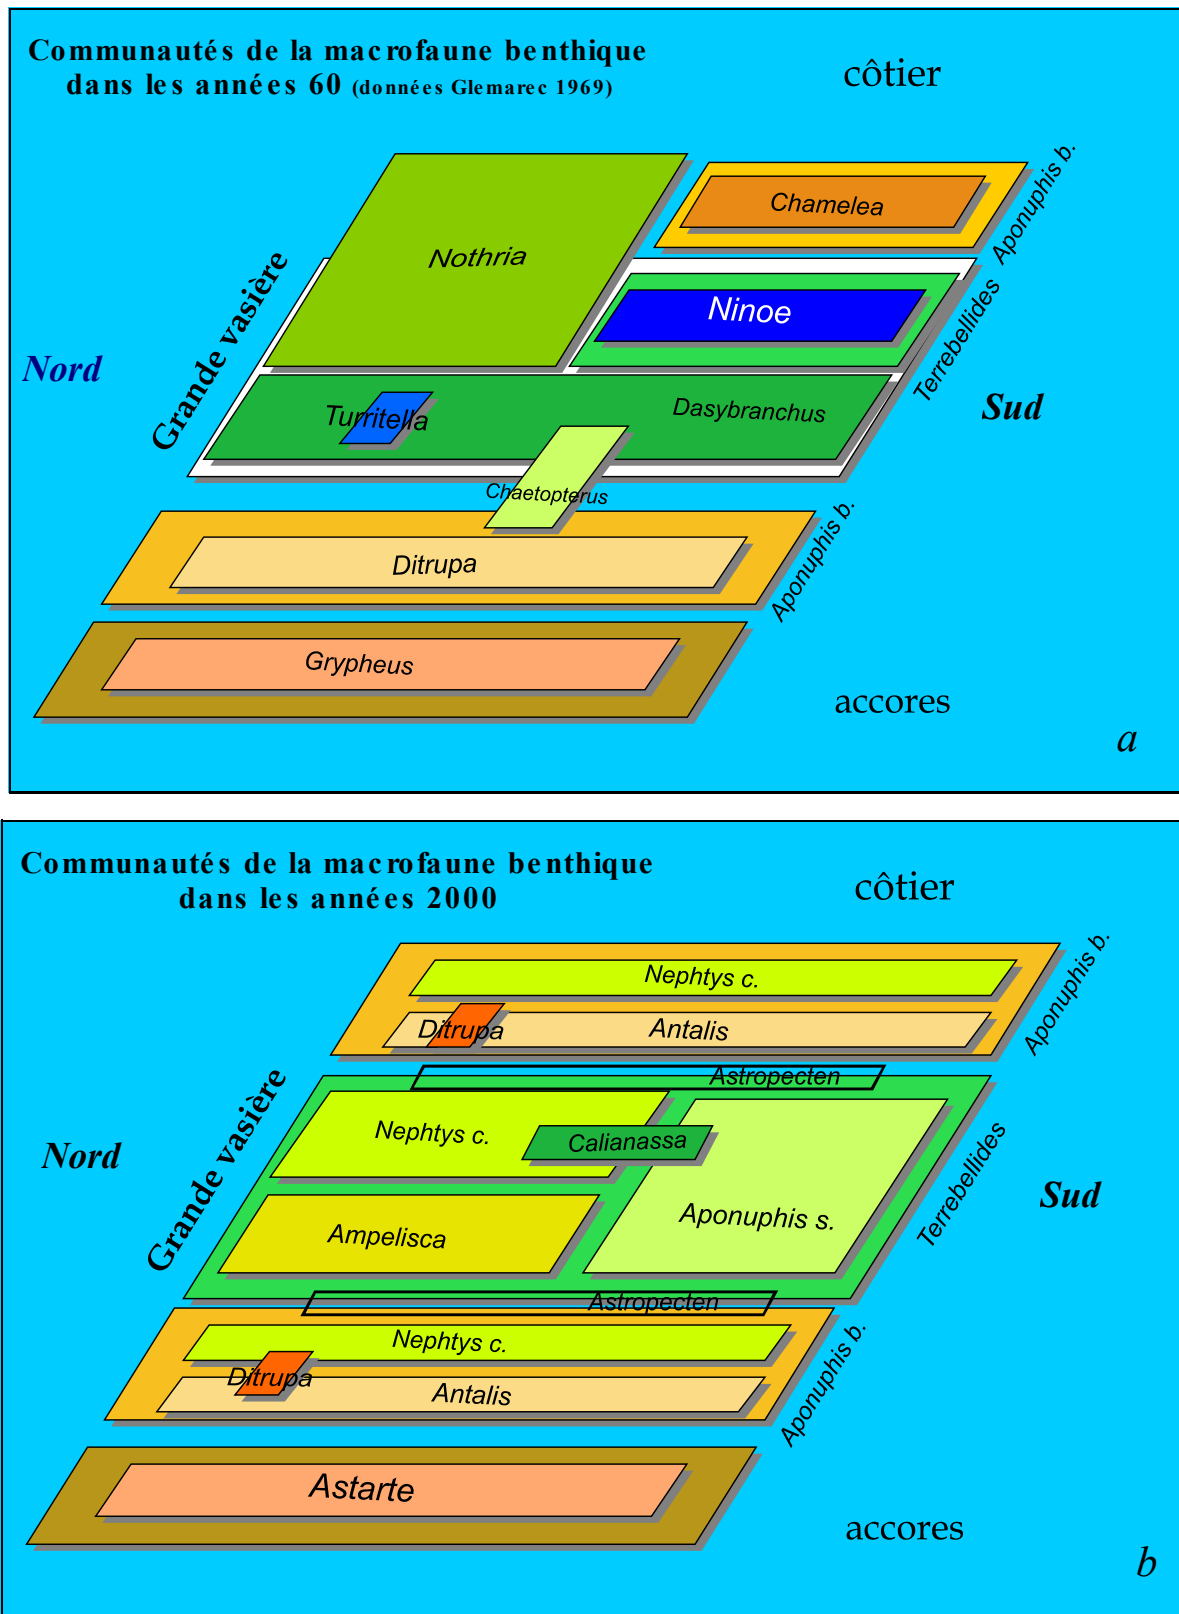 Communautés de la macrofaune benthique
dans les années 60 (données Glemarec 1969)
côtier
Aponuphis b.
Chamelea
Nothria
Grande vasière
Ninoe
Terrebellides
Nord
Sud
Turritella
Dasybranchus
Chaetopterus
Aponuphis b.
Ditrupa
Grypheus
accores
a
Communautés de la macrofaune benthique
dans les années 2000
côtier
Aponuphis b.
Nephtys c.
Ditrupa
Antalis
Astropecten
Grande vasière
Nephtys c.
Calianassa
Terrebellides
Nord
Sud
Aponuphis s.
Ampelisca
Astropecten
Nephtys c.
Aponuphis b.
Ditrupa
Antalis
Astarte
accores
b